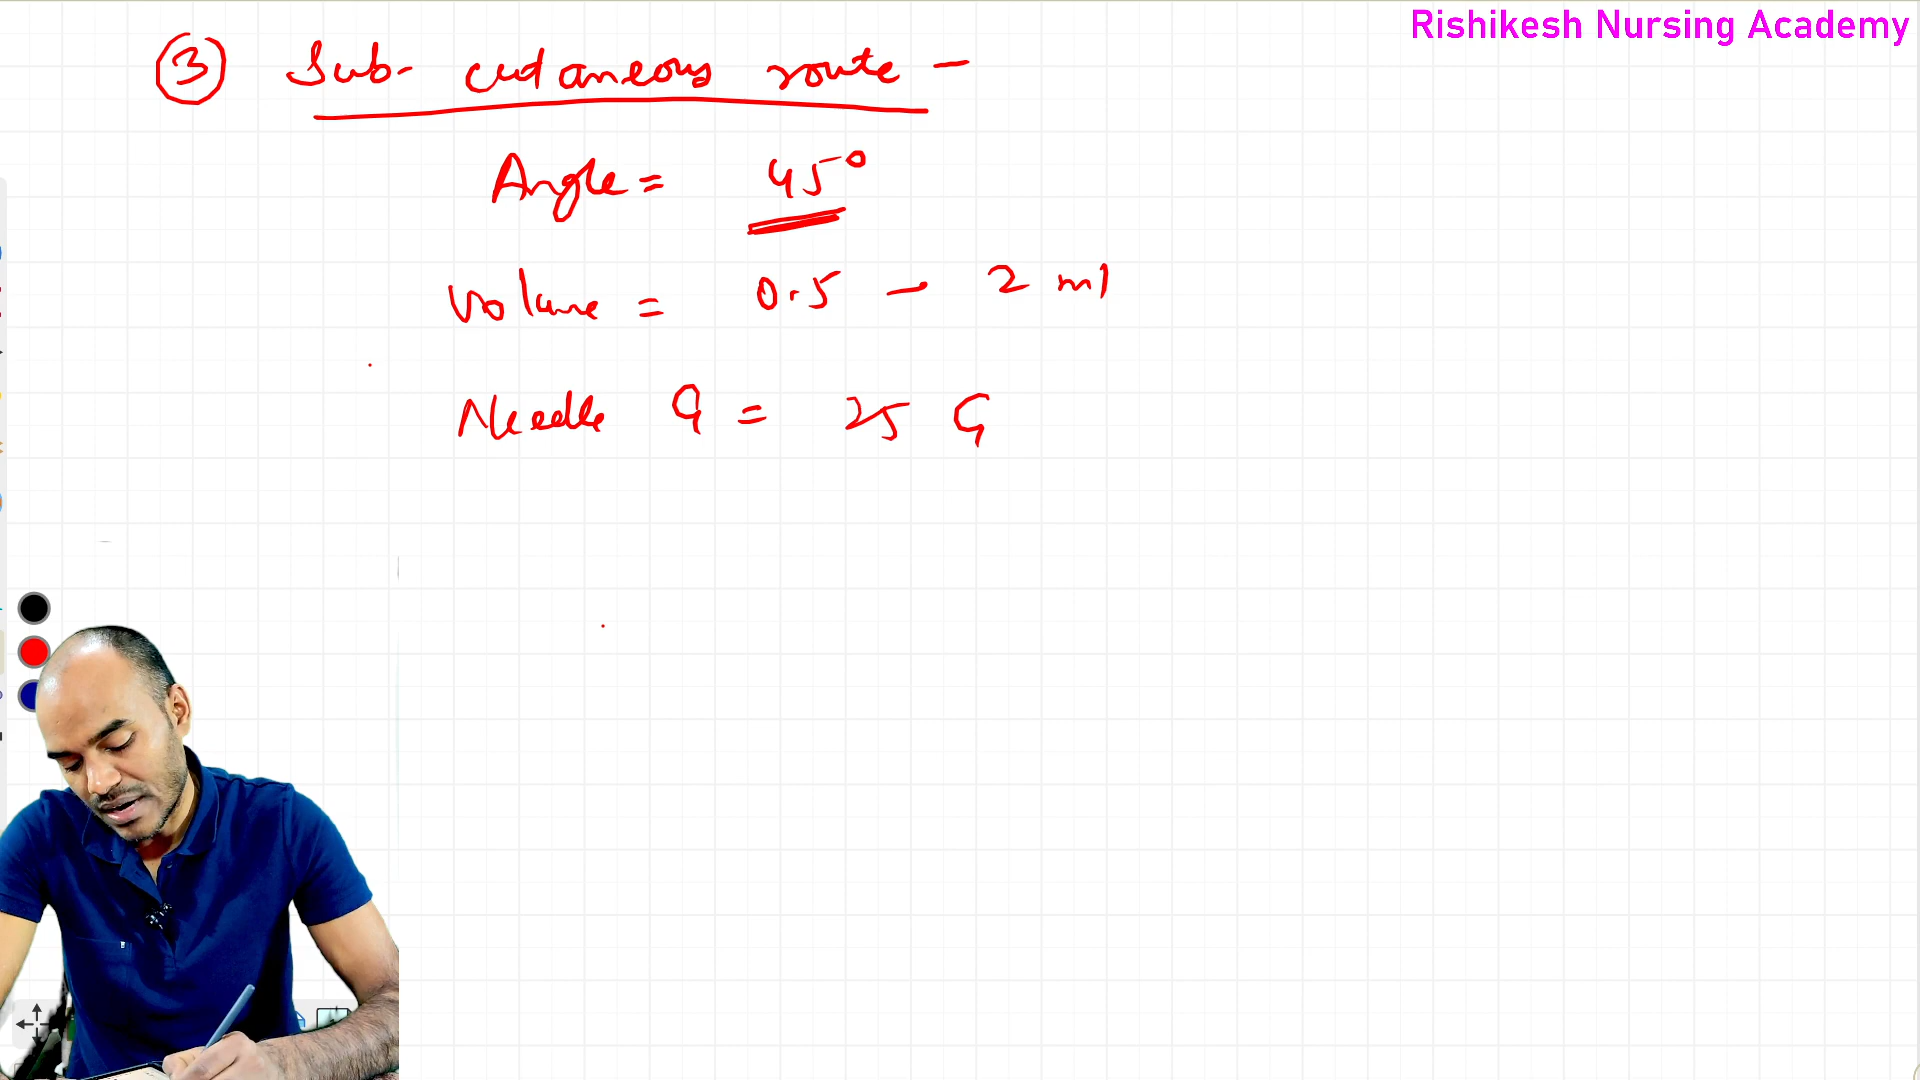 Rishikesh Nursing Academy
3 Sub-cutaneous route -
Angle = 45°
Volume = 0.5 - 2 ml
Needle G = 25 G